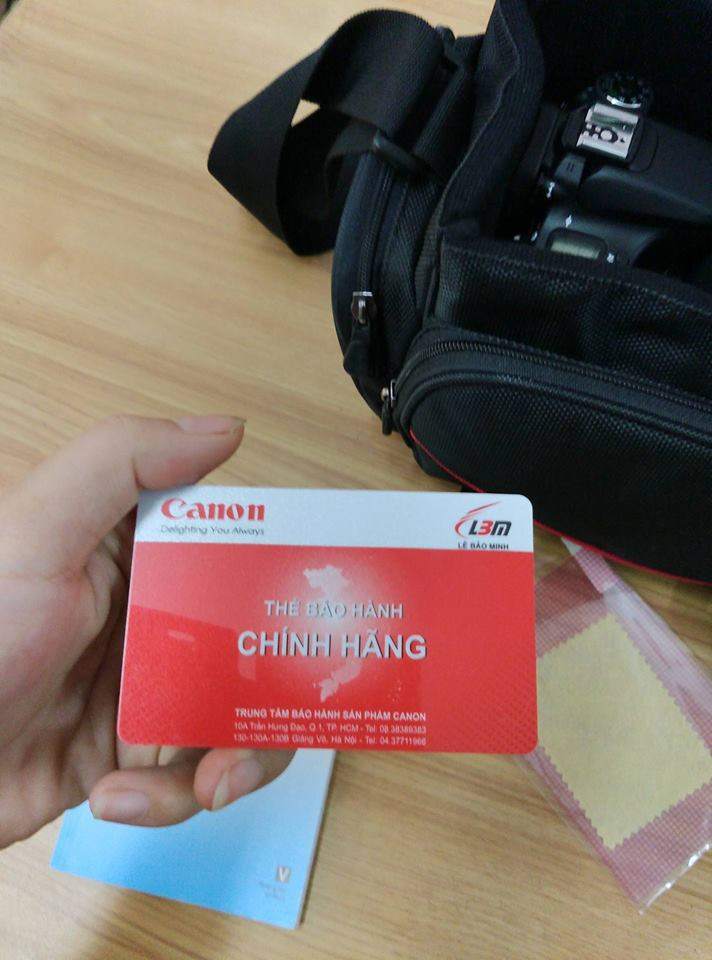 Canon
Delighting You Always
LBM
LÊ BẢO MINH
THẺ BẢO HÀNH
CHÍNH HÃNG
TRUNG TÂM BẢO HÀNH SẢN PHẨM CANON
10A Trần Hưng Đạo, Q 1, TP. HCM - Tel: 08.38389383
130-130A-130B Giảng Võ, Hà Nội - Tel: 04.37711966
V